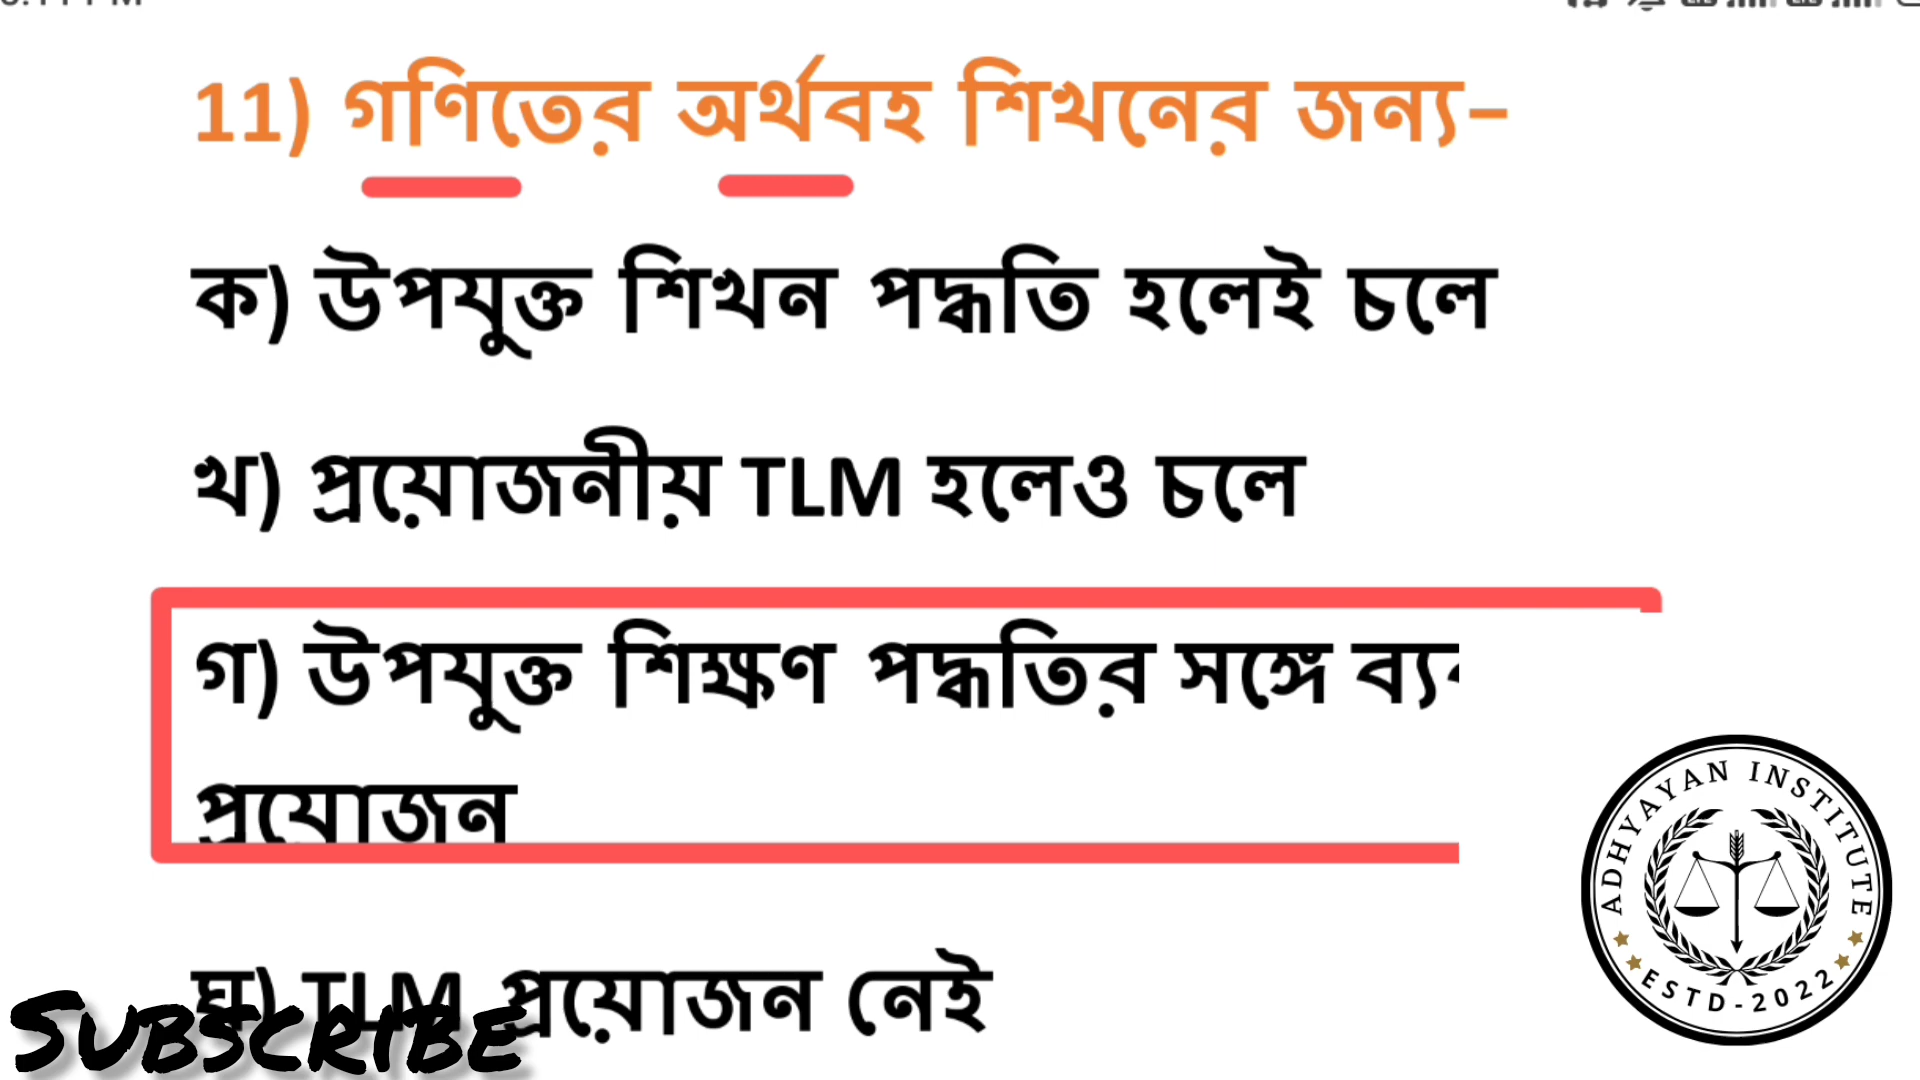 11) গণিতের অর্থবহ শিখনের জন্য–
ক) উপযুক্ত শিখন পদ্ধতি হলেই চলে
খ) প্রয়োজনীয় TLM হলেও চলে
গ) উপযুক্ত শিক্ষণ পদ্ধতির সঙ্গে
প্রয়োজন
ঘ) TLM প্রয়োজন নেই
SUBSCRIBE
ADHYAYAN INSTITUTE
ESTD-2022